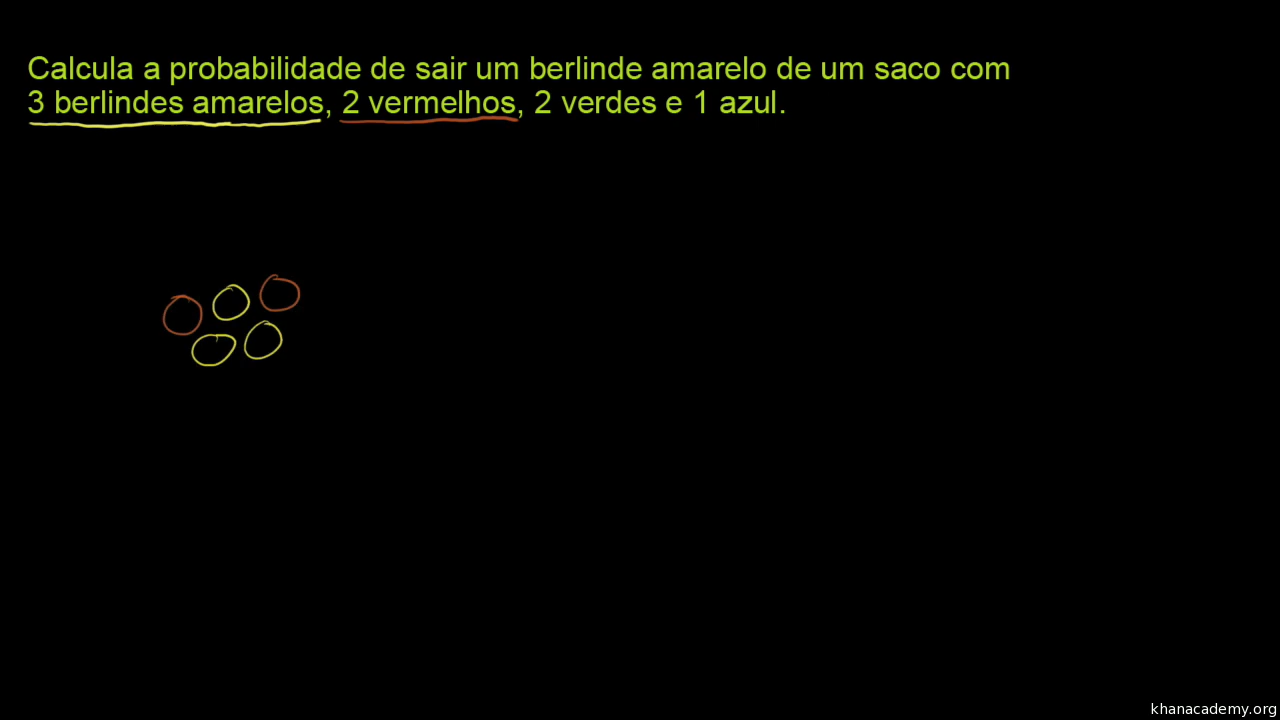 Calcula a probabilidade de sair um berlinde amarelo de um saco com
3 berlindes amarelos, 2 vermelhos, 2 verdes e 1 azul.
khanacademy.org